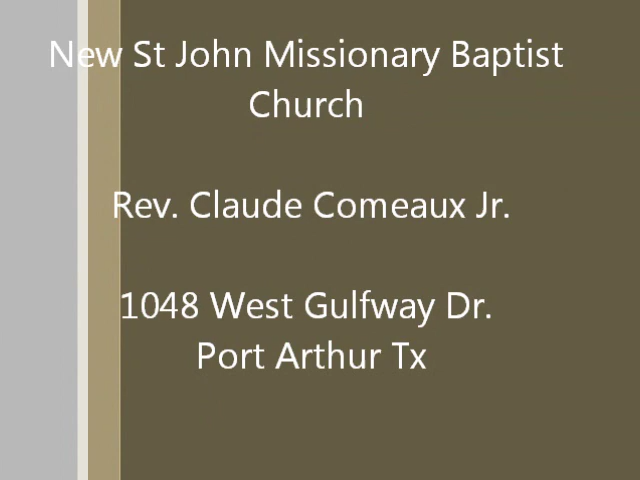 New St John Missionary Baptist
Church
Rev. Claude Comeaux Jr.
1048 West Gulfway Dr.
Port Arthur Tx